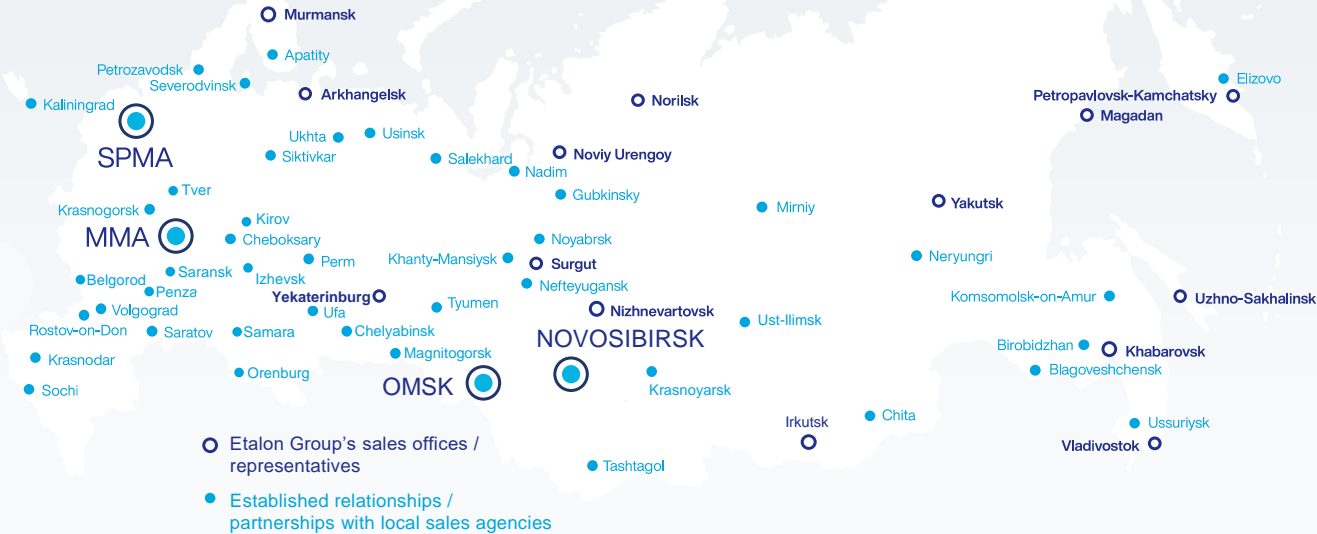 Murmansk
Apatity
Petrozavodsk
Severodvinsk
Elizovo
Kaliningrad
Arkhangelsk
Norilsk
Petropavlovsk-Kamchatsky
Magadan
SPMA
Ukhta
Usinsk
Siktivkar
Salekhard
Noviy Urengoy
Nadim
Gubkinsky
Tver
Krasnogorsk
Mirniy
Yakutsk
Kirov
MMA
Cheboksary
Noyabrsk
Perm
Khanty-Mansiysk
Surgut
Neryungri
Belgorod
Saransk
Izhevsk
Nefteyugansk
Penza
Yekaterinburg
Komsomolsk-on-Amur
Uzhno-Sakhalinsk
Volgograd
Ufa
Tyumen
Nizhnevartovsk
Rostov-on-Don
Saratov
Samara
Chelyabinsk
Ust-Ilimsk
NOVOSIBIRSK
Birobidzhan
Khabarovsk
Krasnodar
Magnitogorsk
Orenburg
Blagoveshchensk
Sochi
OMSK
Krasnoyarsk
Irkutsk
Chita
Ussuriysk
Vladivostok
Etalon Group's sales offices /
representatives
Tashtagol
Established relationships /
partnerships with local sales agencies